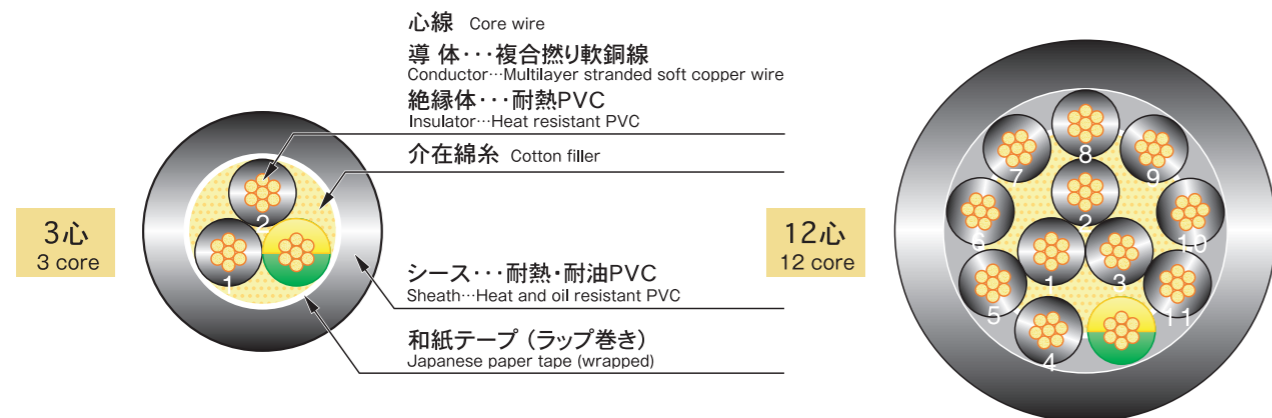 心線 Core wire
導 体･･･複合撚り軟銅線
Conductor…Multilayer stranded soft copper wire
絶縁体･･･耐熱PVC
Insulator…Heat resistant PVC
介在綿糸 Cotton filler
シース･･･耐熱・耐油PVC
Sheath…Heat and oil resistant PVC
和紙テープ（ラップ巻き）
Japanese paper tape (wrapped)
3心
3 core
2
1
12心
12 core
8
7
9
2
6
10
1
3
5
11
4